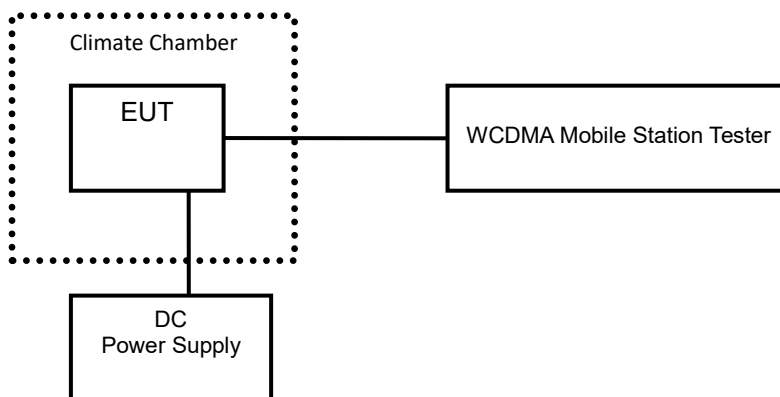 Climate Chamber
EUT
WCDMA Mobile Station Tester
DC
Power Supply